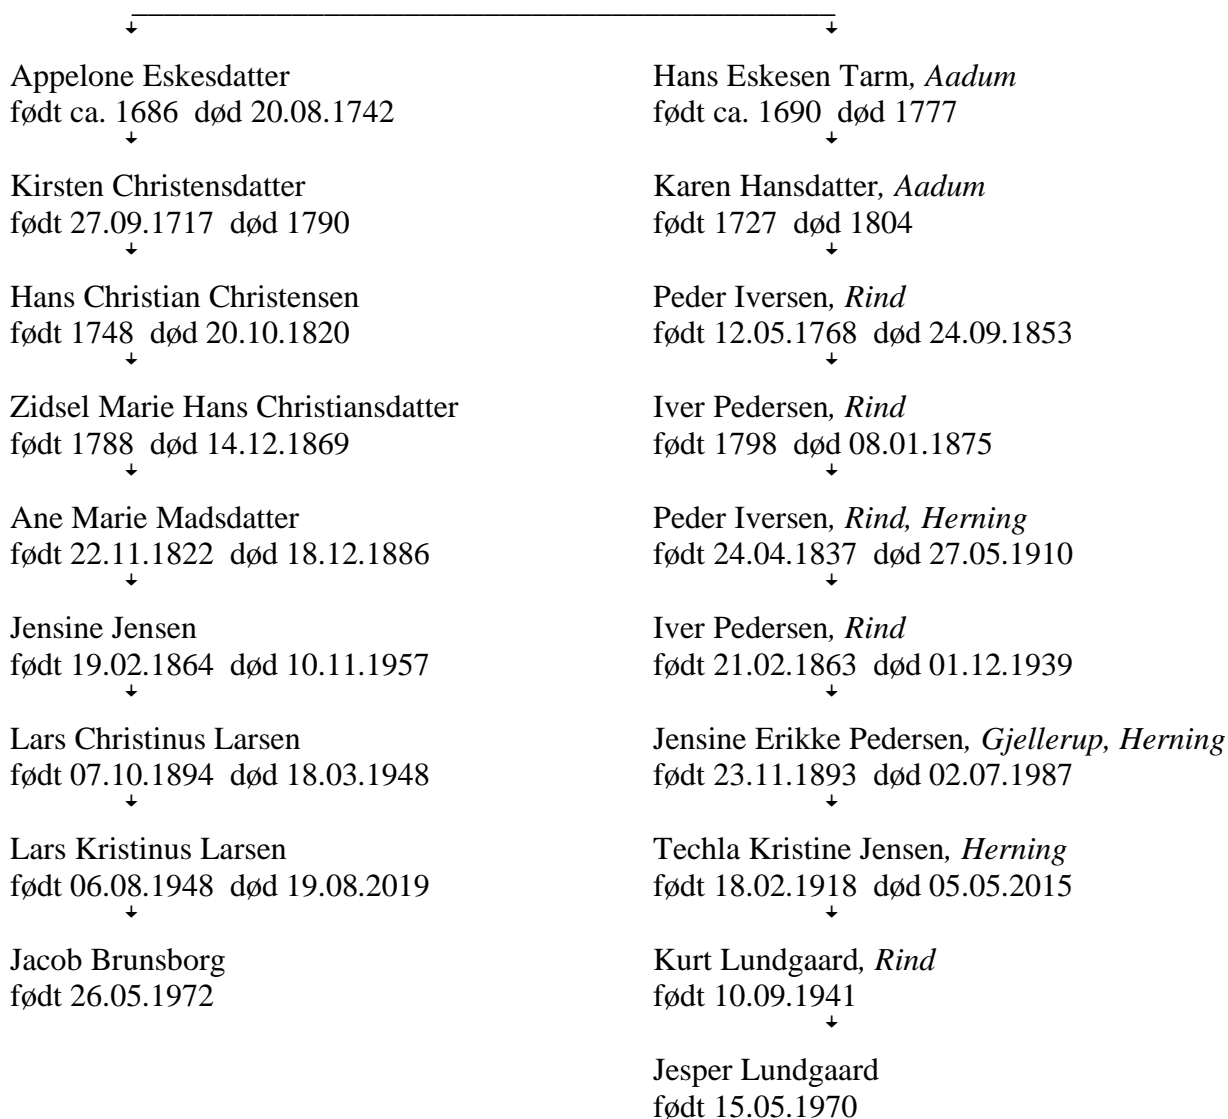 Appelone Eskesdatter
født ca. 1686  død 20.08.1742
Kirsten Christensdatter
født 27.09.1717  død 1790
Hans Christian Christensen
født 1748  død 20.10.1820
Zidsel Marie Hans Christiansdatter
født 1788  død 14.12.1869
Ane Marie Madsdatter
født 22.11.1822  død 18.12.1886
Jensine Jensen
født 19.02.1864  død 10.11.1957
Lars Christinus Larsen
født 07.10.1894  død 18.03.1948
Lars Kristinus Larsen
født 06.08.1948  død 19.08.2019
Jacob Brunsborg
født 26.05.1972
Hans Eskesen Tarm, Aadum
født ca. 1690  død 1777
Karen Hansdatter, Aadum
født 1727  død 1804
Peder Iversen, Rind
født 12.05.1768  død 24.09.1853
Iver Pedersen, Rind
født 1798  død 08.01.1875
Peder Iversen, Rind, Herning
født 24.04.1837  død 27.05.1910
Iver Pedersen, Rind
født 21.02.1863  død 01.12.1939
Jensine Erikke Pedersen, Gjellerup, Herning
født 23.11.1893  død 02.07.1987
Techla Kristine Jensen, Herning
født 18.02.1918  død 05.05.2015
Kurt Lundgaard, Rind
født 10.09.1941
Jesper Lundgaard
født 15.05.1970